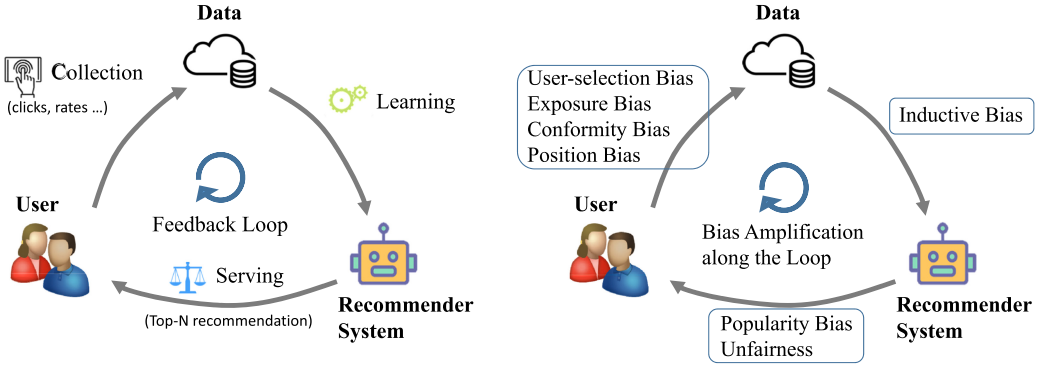 Data
Collection
(clicks, rates ...)
Learning
User
Feedback Loop
Serving
(Top-N recommendation)
Recommender
System
Data
User-selection Bias
Exposure Bias
Conformity Bias
Position Bias
Inductive Bias
User
Bias Amplification
along the Loop
Recommender
System
Popularity Bias
Unfairness